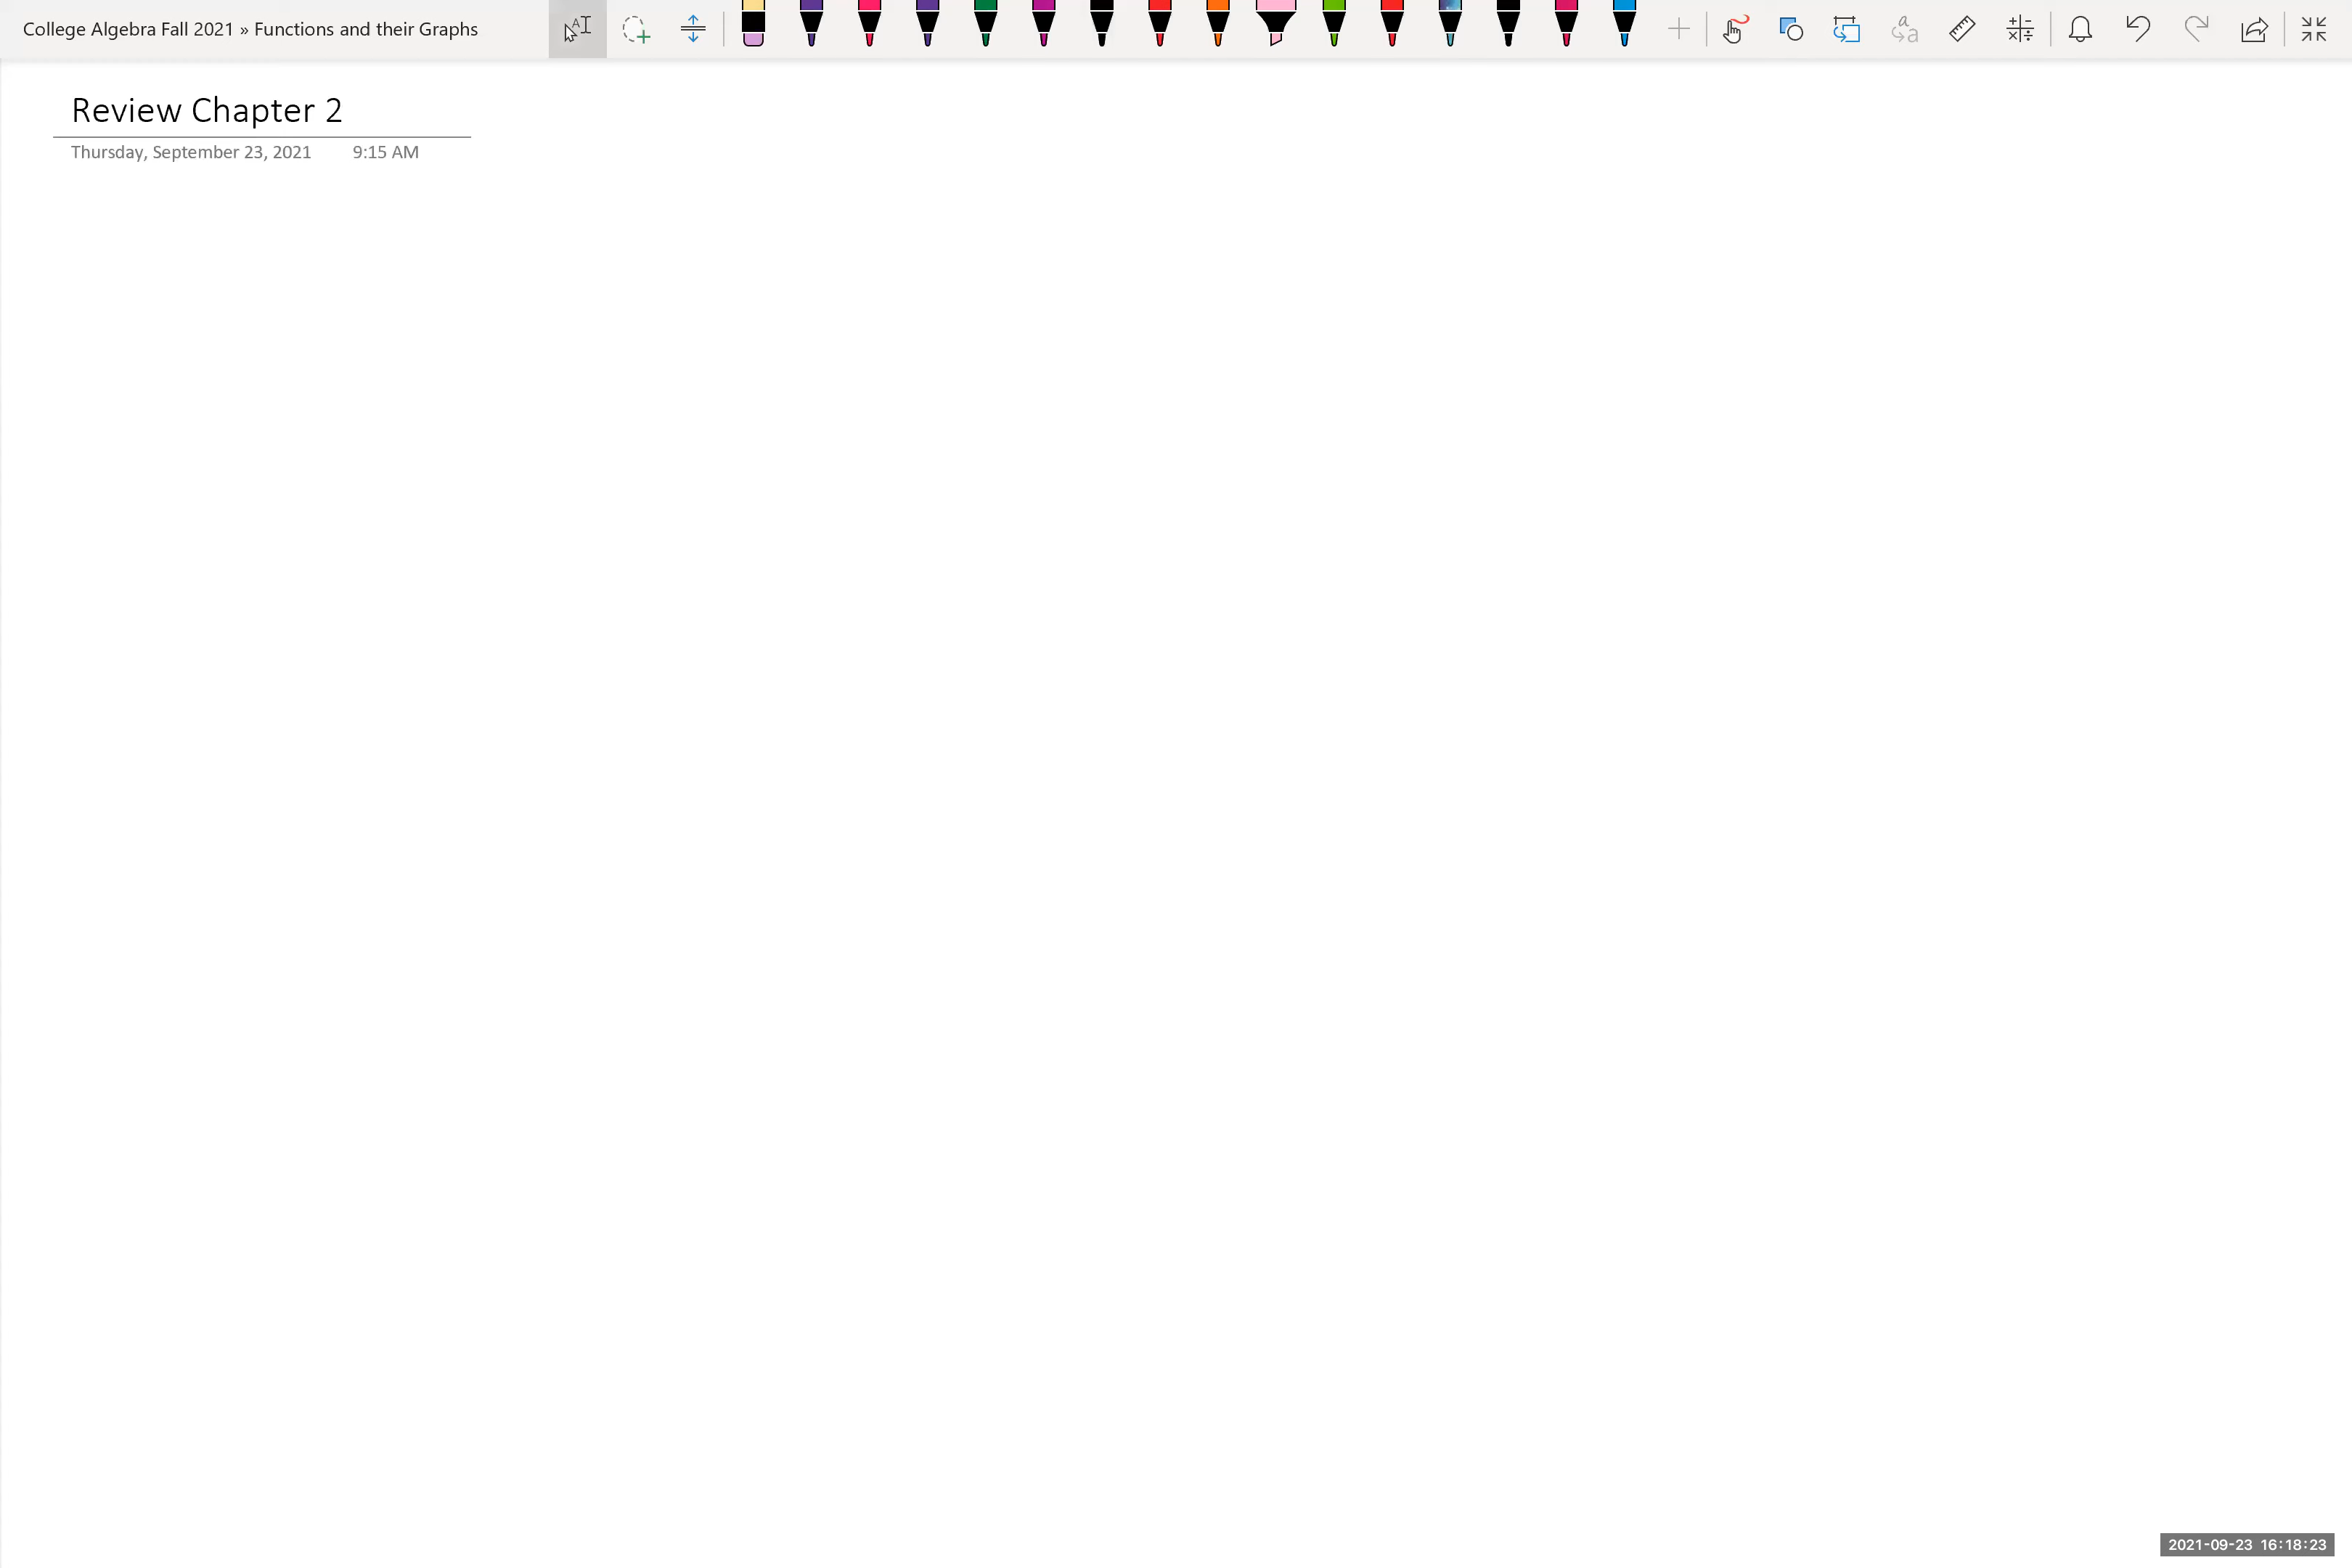 College Algebra Fall 2021 » Functions and their Graphs
Review Chapter 2
Thursday, September 23, 2021 9:15 AM
2021-09-23 16:18:23